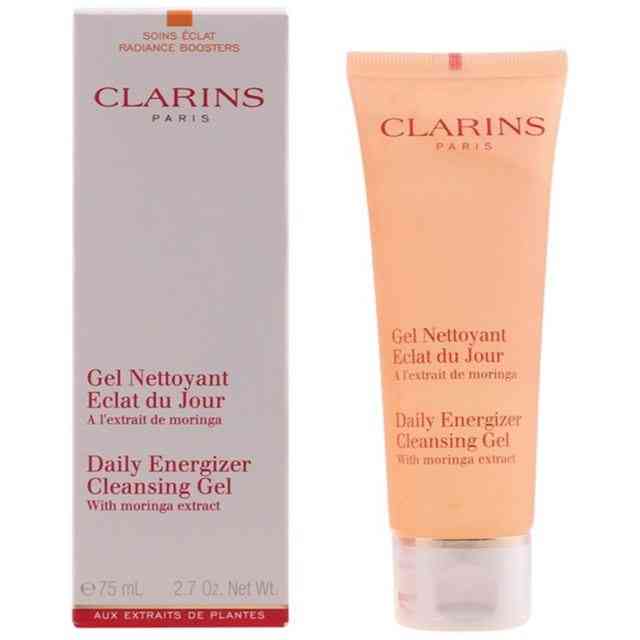 SOINS ÉCLAT
RADIANCE BOOSTERS
CLARINS
PARIS
Gel Nettoyant
Eclat du Jour
A l'extrait de moringa
Daily Energizer
Cleansing Gel
With moringa extract
℮75 mL 2.7 Oz. Net Wt.
AUX EXTRAITS DE PLANTES
CLARINS
PARIS
Gel Nettoyant
Eclat du Jour
A l'extrait de moringa
Daily Energizer
Cleansing Gel
With moringa extract